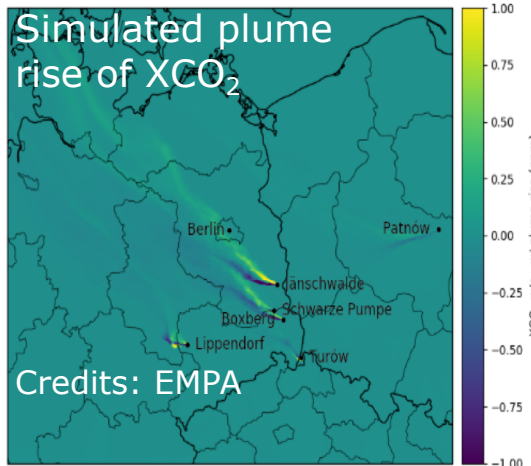 Simulated plume
rise of XCO₂
Berlin
Patnów
Jänschwalde
Schwarze Pumpe
Boxberg
Lippendorf
Turów
Credits: EMPA
1.00
0.75
0.50
0.25
0.00
−0.25
−0.50
−0.75
−1.00